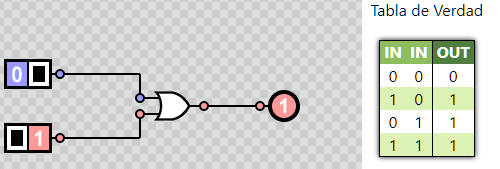 Tabla de Verdad
IN IN OUT
0 0 0
1 0 1
0 1 1
1 1 1
0
1
1